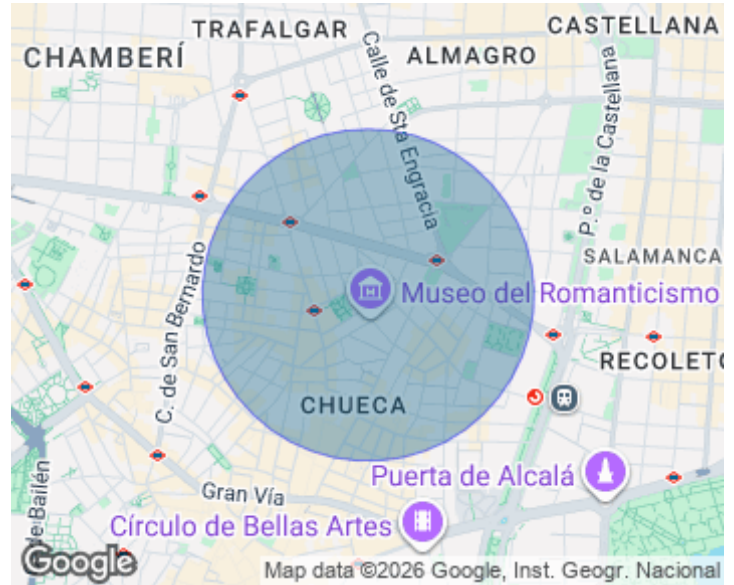 TRAFALGAR
CASTELLANA
CHAMBERÍ
ALMAGRO
Calle de Sta Engracia
P.º de la Castellana
SALAMANCA
C. de San Bernardo
Museo del Romanticismo
RECOLETO
CHUECA
Puerta de Alcalá
de Bailén
Gran Vía
Círculo de Bellas Artes
Google
Map data ©2026 Google, Inst. Geogr. Nacional